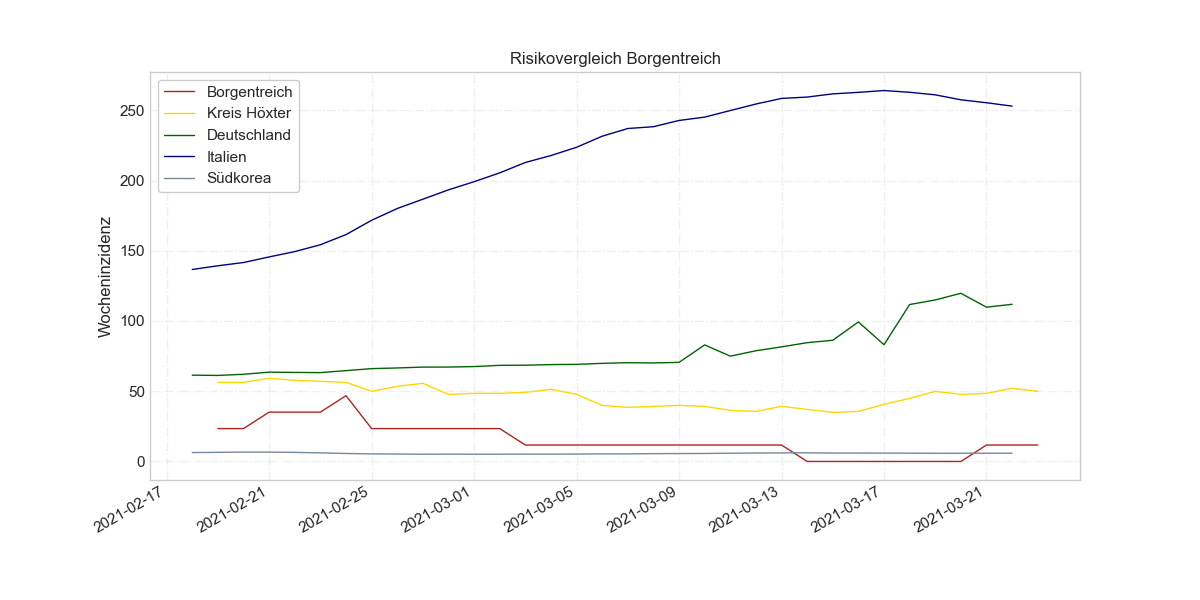 Risikovergleich Borgentreich
Borgentreich
Kreis Höxter
Deutschland
Italien
Südkorea
Wocheninzidenz
250
200
150
100
50
0
2021-02-17
2021-02-21
2021-02-25
2021-03-01
2021-03-05
2021-03-09
2021-03-13
2021-03-17
2021-03-21